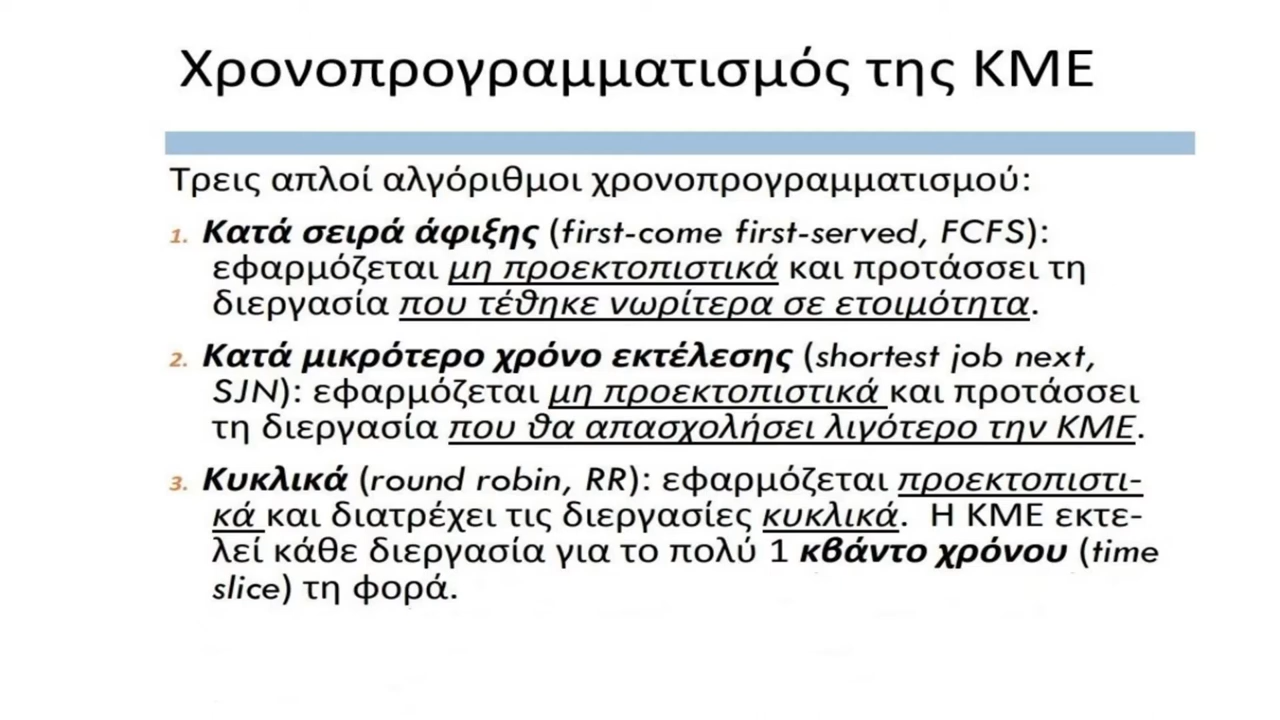 Χρονοπρογραμματισμός της ΚΜΕ
Τρεις απλοί αλγόριθμοι χρονοπρογραμματισμού:
1. Κατά σειρά άφιξης (first-come first-served, FCFS):
εφαρμόζεται μη προεκτοπιστικά και προτάσσει τη
διεργασία που τέθηκε νωρίτερα σε ετοιμότητα.
2. Κατά μικρότερο χρόνο εκτέλεσης (shortest job next,
SJN): εφαρμόζεται μη προεκτοπιστικά και προτάσσει
τη διεργασία που θα απασχολήσει λιγότερο την ΚΜΕ.
3. Κυκλικά (round robin, RR): εφαρμόζεται προεκτοπιστι-
κά και διατρέχει τις διεργασίες κυκλικά. Η ΚΜΕ εκτε-
λεί κάθε διεργασία για το πολύ 1 κβάντο χρόνου (time
slice) τη φορά.